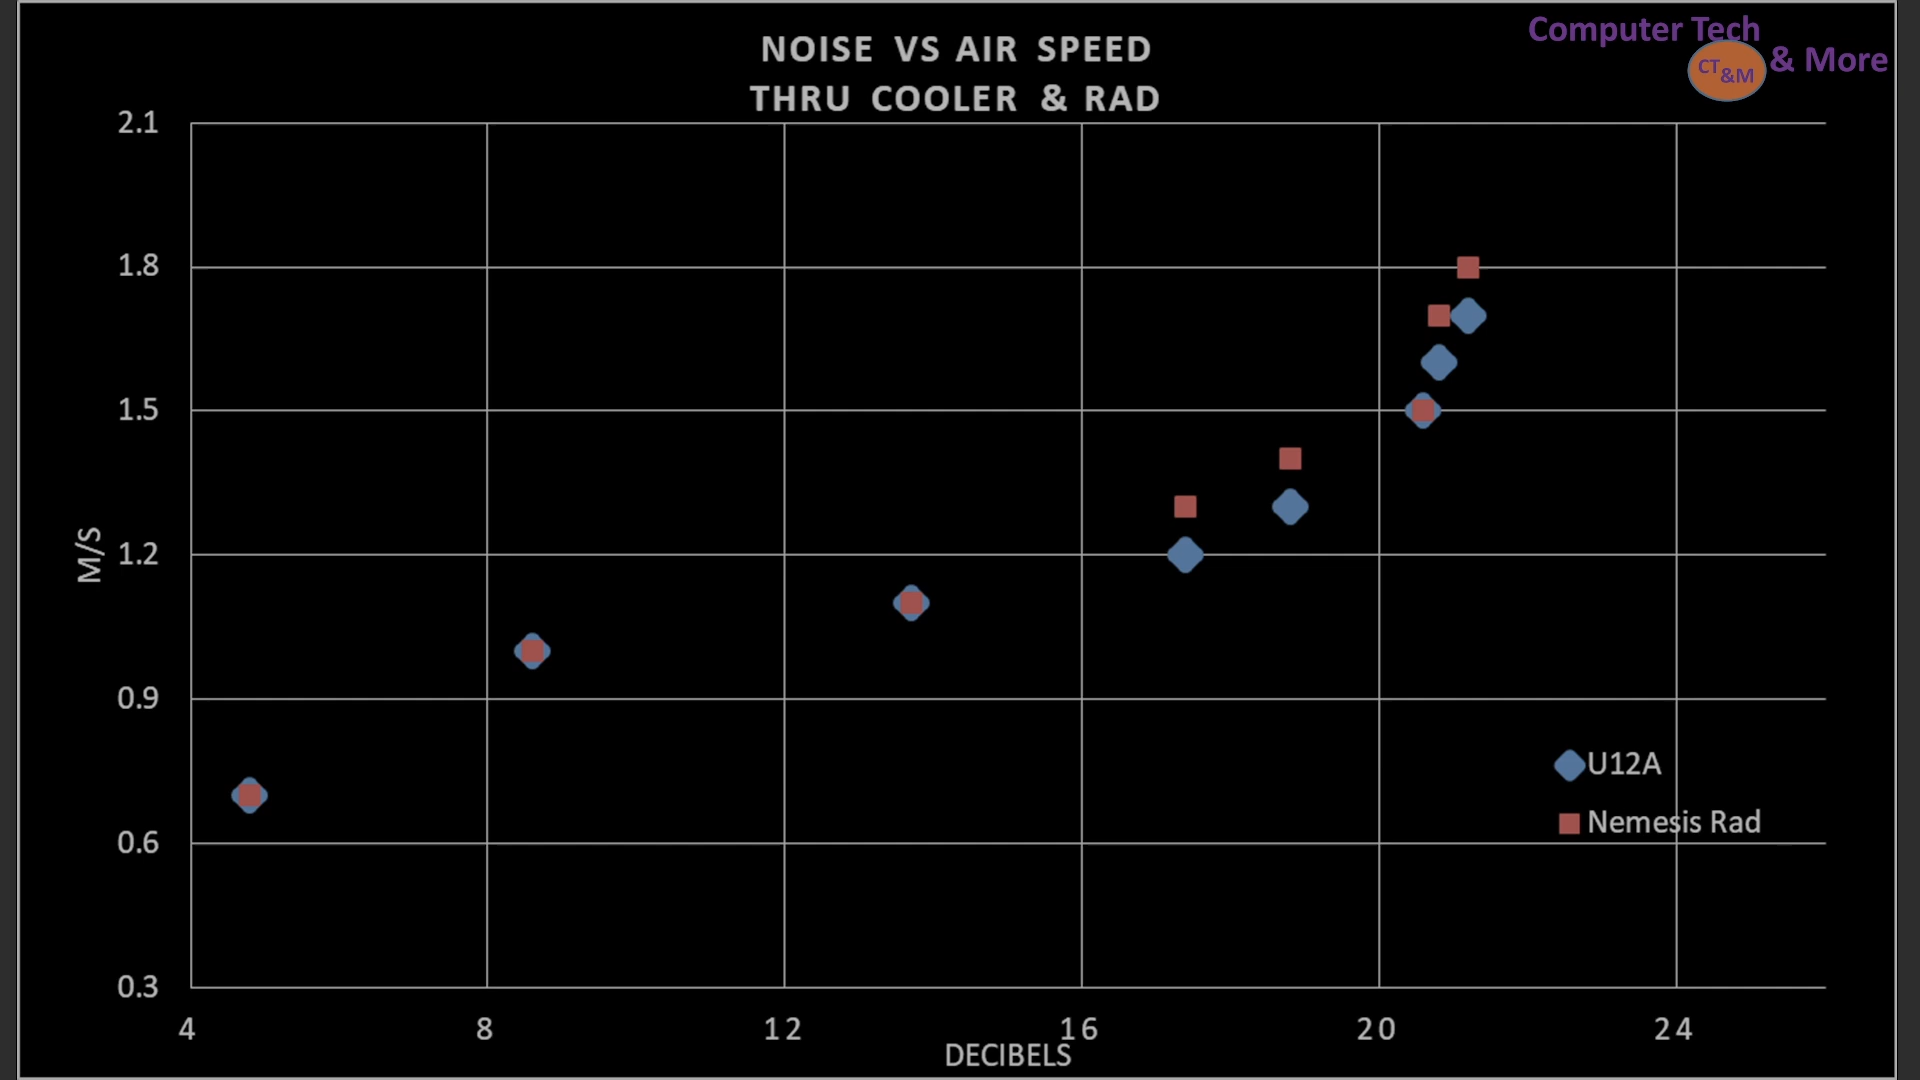 NOISE VS AIR SPEED
THRU COOLER & RAD
Computer Tech
& More
CT
&M
2.1
1.8
1.5
1.2
0.9
0.6
0.3
M/S
U12A
Nemesis Rad
4 8 12 16 20 24
DECIBELS